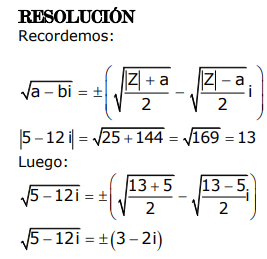 RESOLUCIÓN
Recordemos:
√(a − bi) = ±(√((|Z| + a)/2) − √((|Z| − a)/2) i)
|5 − 12 i| = √(25 + 144) = √169 = 13
Luego:
√(5 − 12i) = ±(√((13 + 5)/2) − √((13 − 5)/2) i)
√(5 − 12i) = ±(3 − 2i)